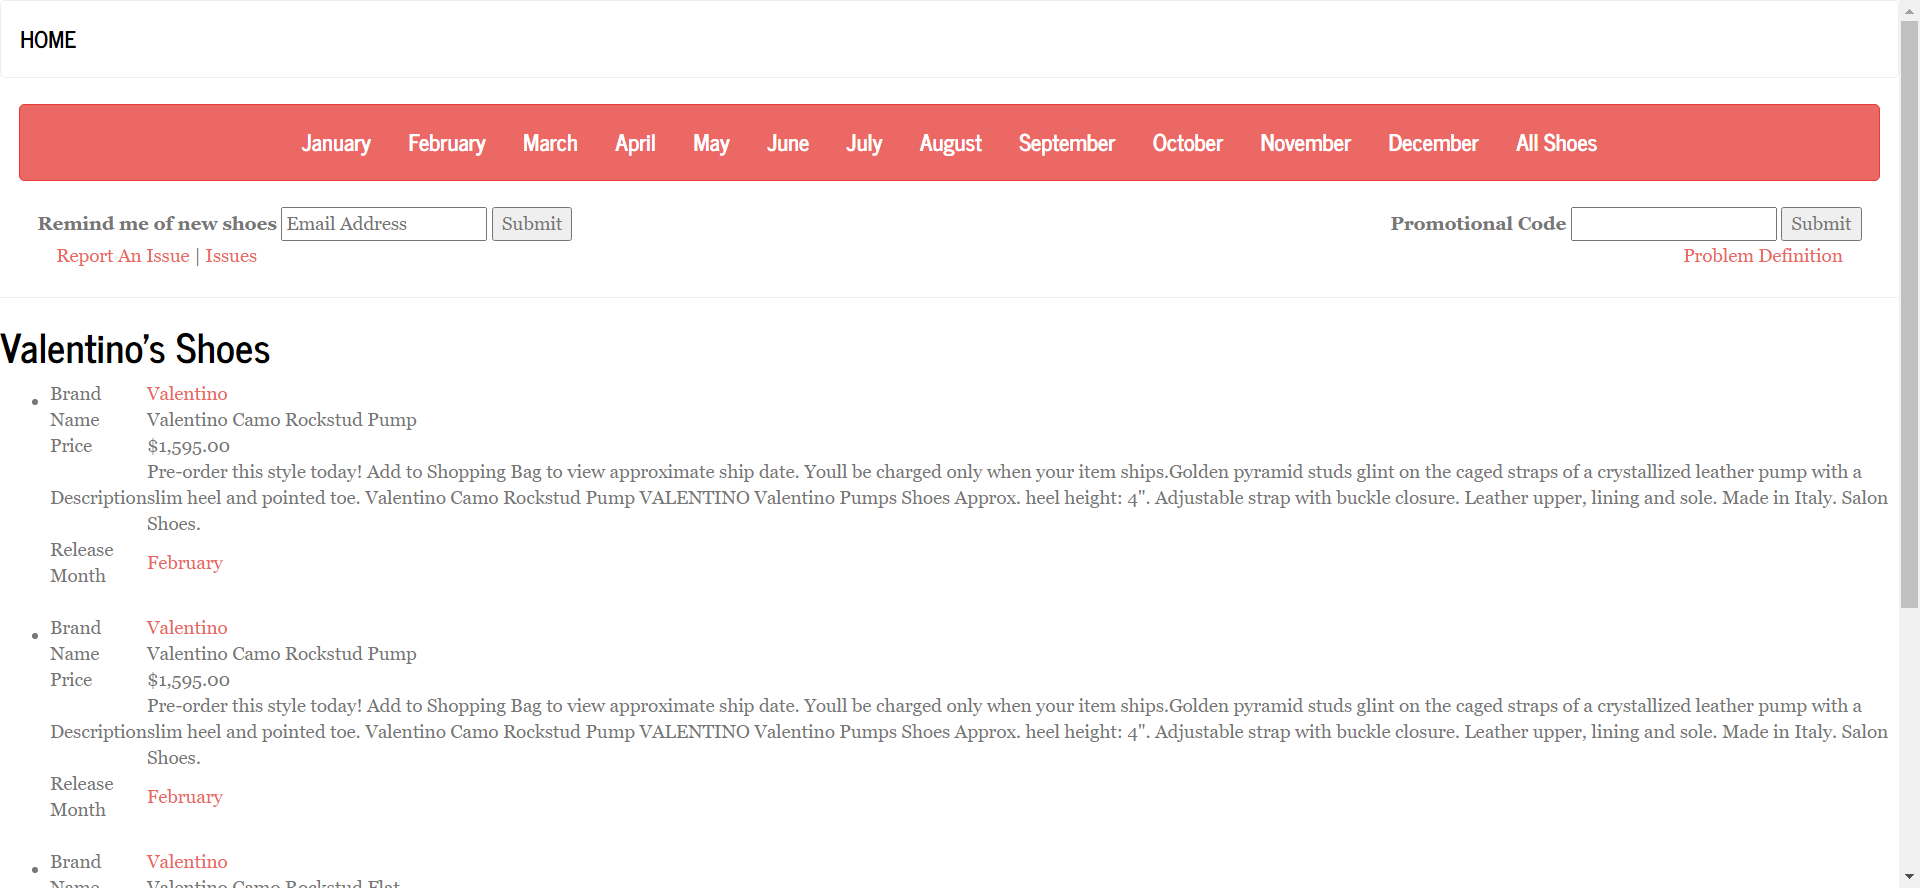 HOME
January February March April May June July August September October November December All Shoes
Remind me of new shoes Email Address Submit Promotional Code Submit
Report An Issue | Issues Problem Definition
Valentino's Shoes
Brand Valentino
Name Valentino Camo Rockstud Pump
Price $1,595.00
Pre-order this style today! Add to Shopping Bag to view approximate ship date. Youll be charged only when your item ships.Golden pyramid studs glint on the caged straps of a crystallized leather pump with a
Description slim heel and pointed toe. Valentino Camo Rockstud Pump VALENTINO Valentino Pumps Shoes Approx. heel height: 4". Adjustable strap with buckle closure. Leather upper, lining and sole. Made in Italy. Salon
Shoes.
Release
Month February
Brand Valentino
Name Valentino Camo Rockstud Pump
Price $1,595.00
Pre-order this style today! Add to Shopping Bag to view approximate ship date. Youll be charged only when your item ships.Golden pyramid studs glint on the caged straps of a crystallized leather pump with a
Description slim heel and pointed toe. Valentino Camo Rockstud Pump VALENTINO Valentino Pumps Shoes Approx. heel height: 4". Adjustable strap with buckle closure. Leather upper, lining and sole. Made in Italy. Salon
Shoes.
Release
Month February
Brand Valentino
Name Valentino Camo Rockstud Flat